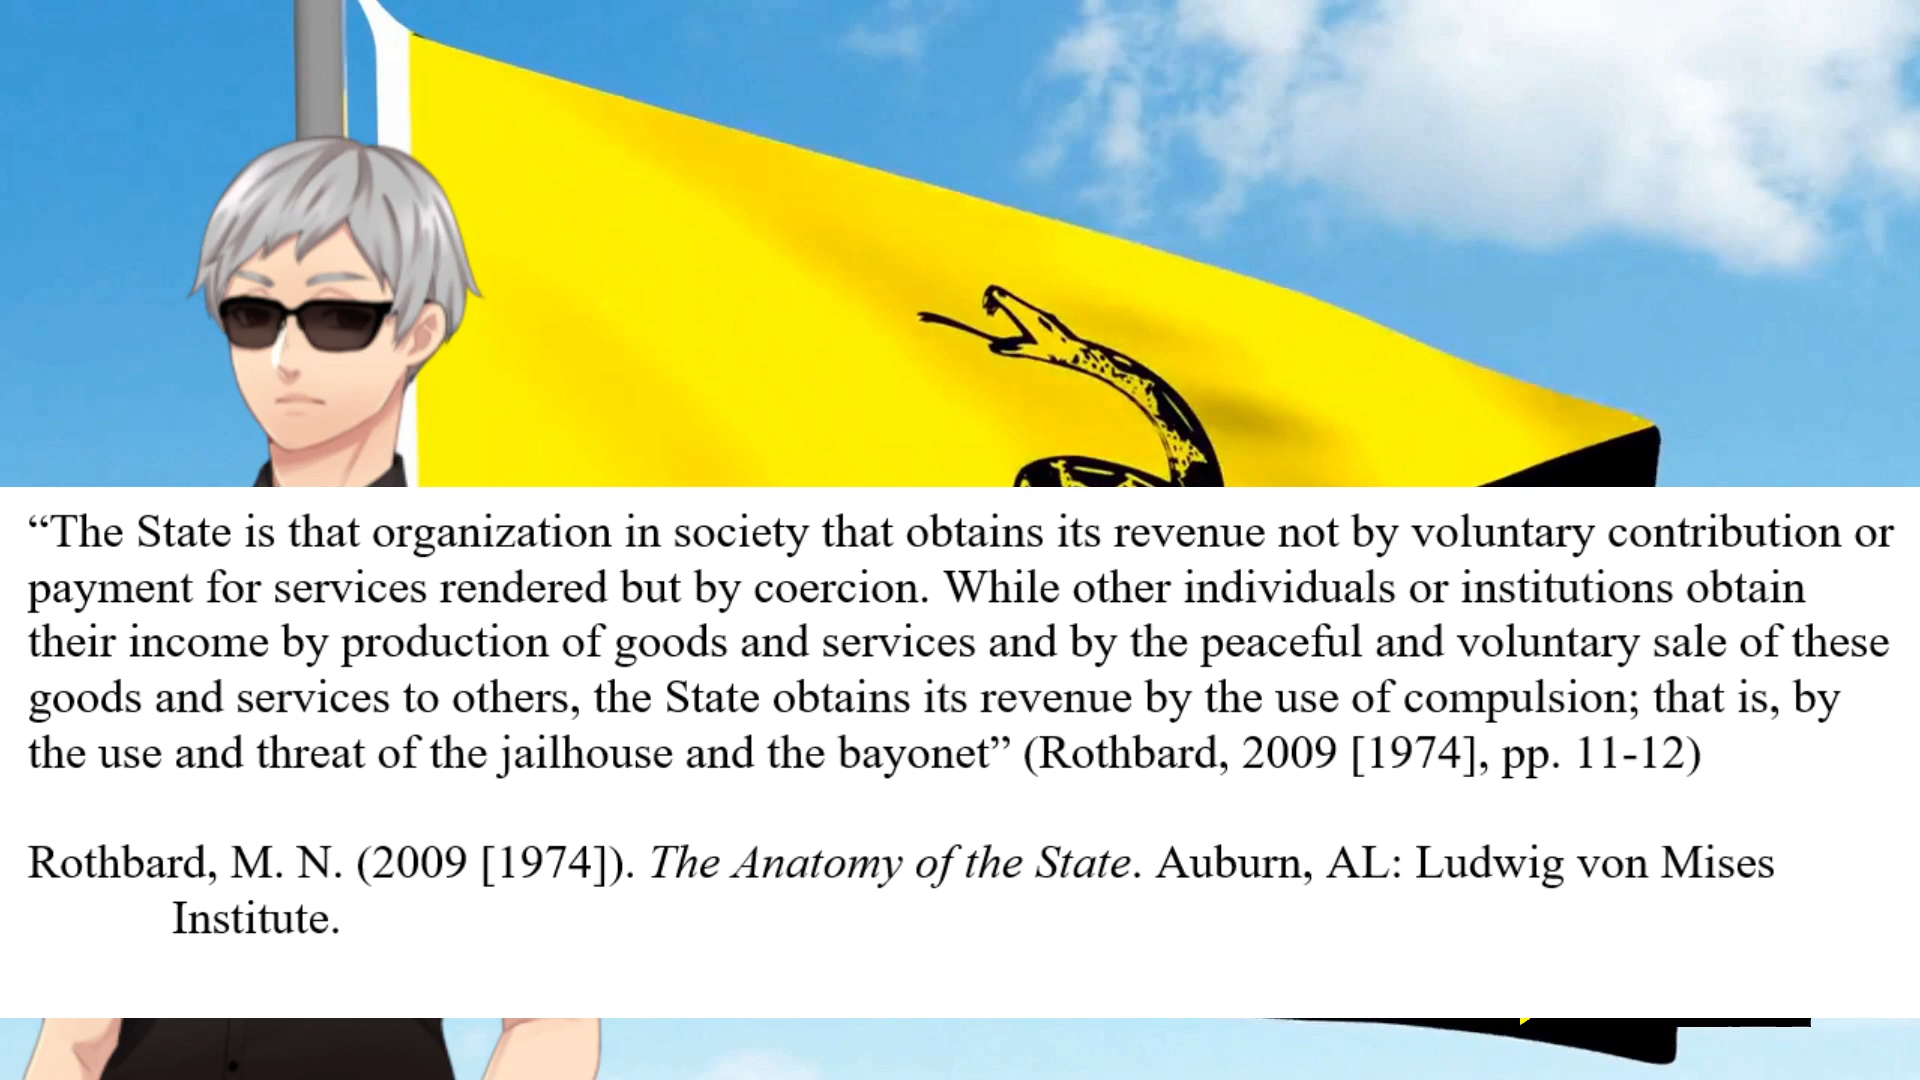 “The State is that organization in society that obtains its revenue not by voluntary contribution or
payment for services rendered but by coercion. While other individuals or institutions obtain
their income by production of goods and services and by the peaceful and voluntary sale of these
goods and services to others, the State obtains its revenue by the use of compulsion; that is, by
the use and threat of the jailhouse and the bayonet” (Rothbard, 2009 [1974], pp. 11-12)
Rothbard, M. N. (2009 [1974]). The Anatomy of the State. Auburn, AL: Ludwig von Mises
Institute.